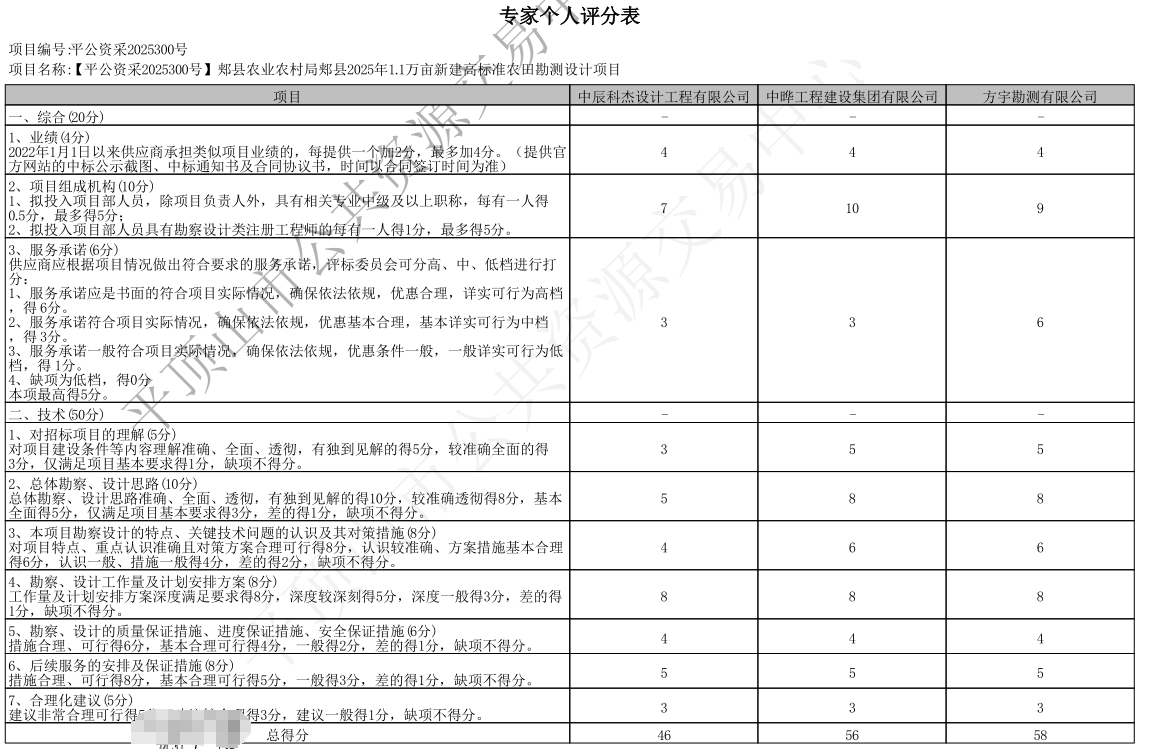 专家个人评分表
项目编号:平公资采2025300号
项目名称:【平公资采2025300号】郏县农业农村局郏县2025年1.1万亩新建高标准农田勘测设计项目
项目 中辰科杰设计工程有限公司 中晔工程建设集团有限公司 方宇勘测有限公司
一、综合(20分) - - -
1、业绩(4分)
2022年1月1日以来供应商承担类似项目业绩的，每提供一个加2分，最多加4分。（提供官
方网站的中标公示截图、中标通知书及合同协议书，时间以合同签订时间为准） 4 4 4
2、项目组成机构(10分)
1、拟投入项目部人员，除项目负责人外，具有相关专业中级及以上职称，每有一人得
0.5分，最多得5分；
2、拟投入项目部人员具有勘察设计类注册工程师的每有一人得1分，最多得5分。 7 10 9
3、服务承诺(6分)
供应商应根据项目情况做出符合要求的服务承诺，评标委员会可分高、中、低档进行打
分：
1、服务承诺应是书面的符合项目实际情况，确保依法依规，优惠合理，详实可行为高档
，得 6分。
2、服务承诺符合项目实际情况，确保依法依规，优惠基本合理，基本详实可行为中档
，得 3分。
3、服务承诺一般符合项目实际情况，确保依法依规，优惠条件一般，一般详实可行为低
档，得 1分。
4、缺项为低档，得0分
本项最高得5分。 3 3 6
二、技术(50分) - - -
1、对招标项目的理解(5分)
对项目建设条件等内容理解准确、全面、透彻，有独到见解的得5分，较准确全面的得
3分，仅满足项目基本要求得1分，缺项不得分。 3 5 5
2、总体勘察、设计思路(10分)
总体勘察、设计思路准确、全面、透彻，有独到见解的得10分，较准确透彻得8分，基本
全面得5分，仅满足项目基本要求得3分，差的得1分，缺项不得分。 5 8 8
3、本项目勘察设计的特点、关键技术问题的认识及其对策措施(8分)
对项目特点、重点认识准确且对策方案合理可行得8分，认识较准确、方案措施基本合理
得6分，认识一般、措施一般得4分，差的得2分，缺项不得分。 4 6 6
4、勘察、设计工作量及计划安排方案(8分)
工作量及计划安排方案深度满足要求得8分，深度较深刻得5分，深度一般得3分，差的得
1分，缺项不得分。 8 8 8
5、勘察、设计的质量保证措施、进度保证措施、安全保证措施(6分)
措施合理、可行得6分，基本合理可行得4分，一般得2分，差的得1分，缺项不得分。 4 4 4
6、后续服务的安排及保证措施(8分)
措施合理、可行得8分，基本合理可行得5分，一般得3分，差的得1分，缺项不得分。 5 5 5
7、合理化建议(5分)
建议非常合理可行得 得3分，建议一般得1分，缺项不得分。 3 3 3
总得分 46 56 58
平顶山市公共资源交易中心
平顶山市公共资源交易中心